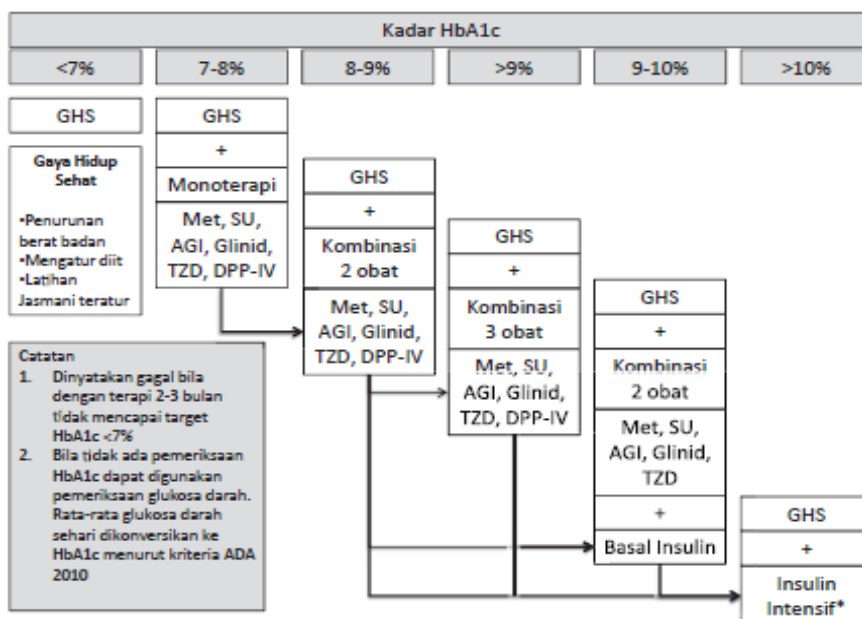 Kadar HbA1c
<7%
7-8%
8-9%
>9%
9-10%
>10%
GHS
Gaya Hidup
Sehat
•Penurunan
berat badan
•Mengatur diit
•Latihan
Jasmani teratur
GHS
+
Monoterapi
Met, SU,
AGI, Glinid,
TZD, DPP-IV
GHS
+
Kombinasi
2 obat
Met, SU,
AGI, Glinid,
TZD, DPP-IV
GHS
+
Kombinasi
3 obat
Met, SU,
AGI, Glinid,
TZD, DPP-IV
GHS
+
Kombinasi
2 obat
Met, SU,
AGI, Glinid,
TZD
+
Basal Insulin
GHS
+
Insulin
Intensif*
Catatan
1. Dinyatakan gagal bila
dengan terapi 2-3 bulan
tidak mencapai target
HbA1c <7%
2. Bila tidak ada pemeriksaan
HbA1c dapat digunakan
pemeriksaan glukosa darah.
Rata-rata glukosa darah
sehari dikonversikan ke
HbA1c menurut kriteria ADA
2010